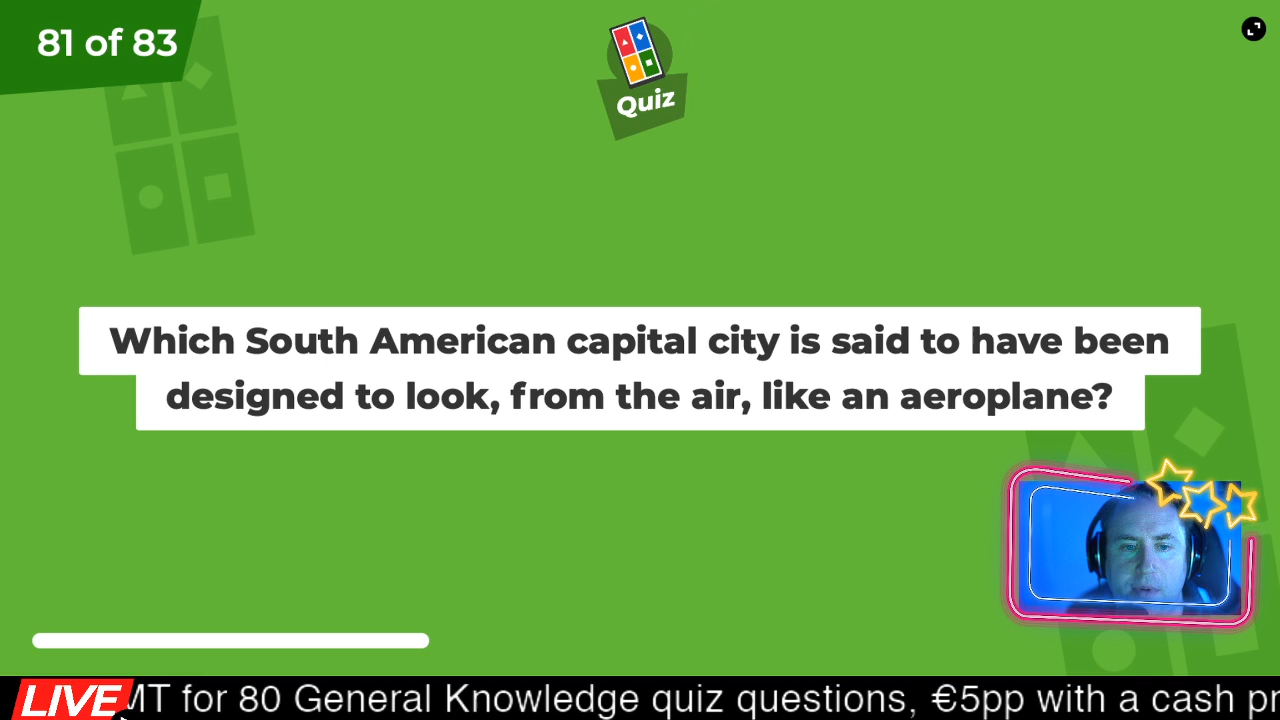 81 of 83
Quiz
Which South American capital city is said to have been
designed to look, from the air, like an aeroplane?
LIVE
MT for 80 General Knowledge quiz questions, €5pp with a cash pr